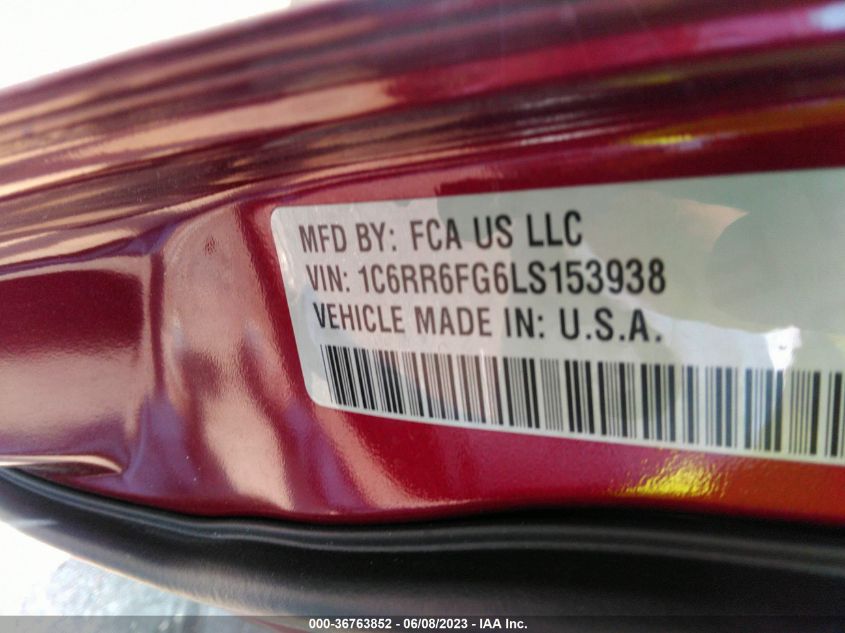 MFD BY: FCA US LLC
VIN: 1C6RR6FG6LS153938
VEHICLE MADE IN: U.S.A.
000-36763852 - 06/08/2023 - IAA Inc.